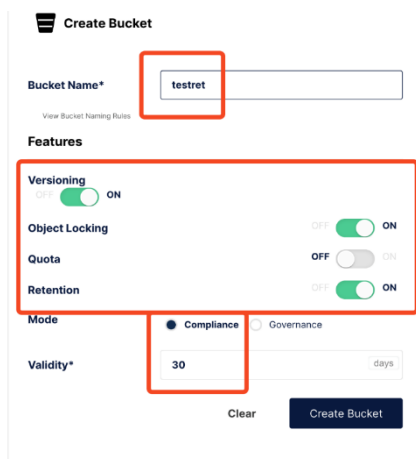 Create Bucket
Bucket Name*
testret
View Bucket Naming Rules
Features
Versioning
OFF ON
Object Locking OFF ON
Quota OFF ON
Retention OFF ON
Mode Compliance Governance
Validity* 30 days
Clear Create Bucket